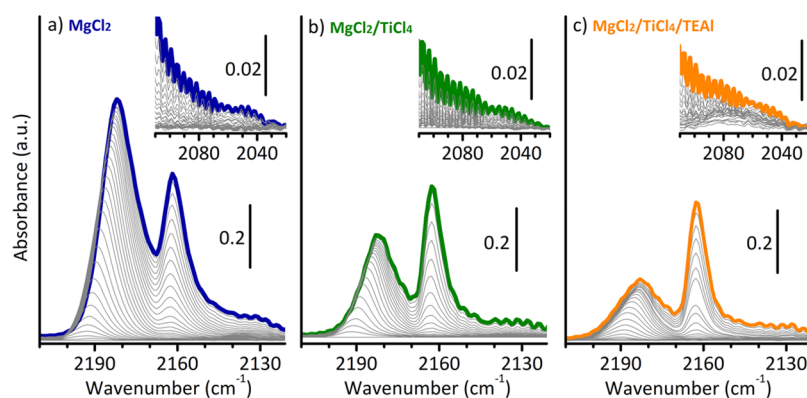 a) MgCl₂
0.02
2080 2040
0.2
2190 2160 2130
Wavenumber (cm⁻¹)
Absorbance (a.u.)
b) MgCl₂/TiCl₄
0.02
2080 2040
0.2
2190 2160 2130
Wavenumber (cm⁻¹)
c) MgCl₂/TiCl₄/TEAl
0.02
2080 2040
0.2
2190 2160 2130
Wavenumber (cm⁻¹)